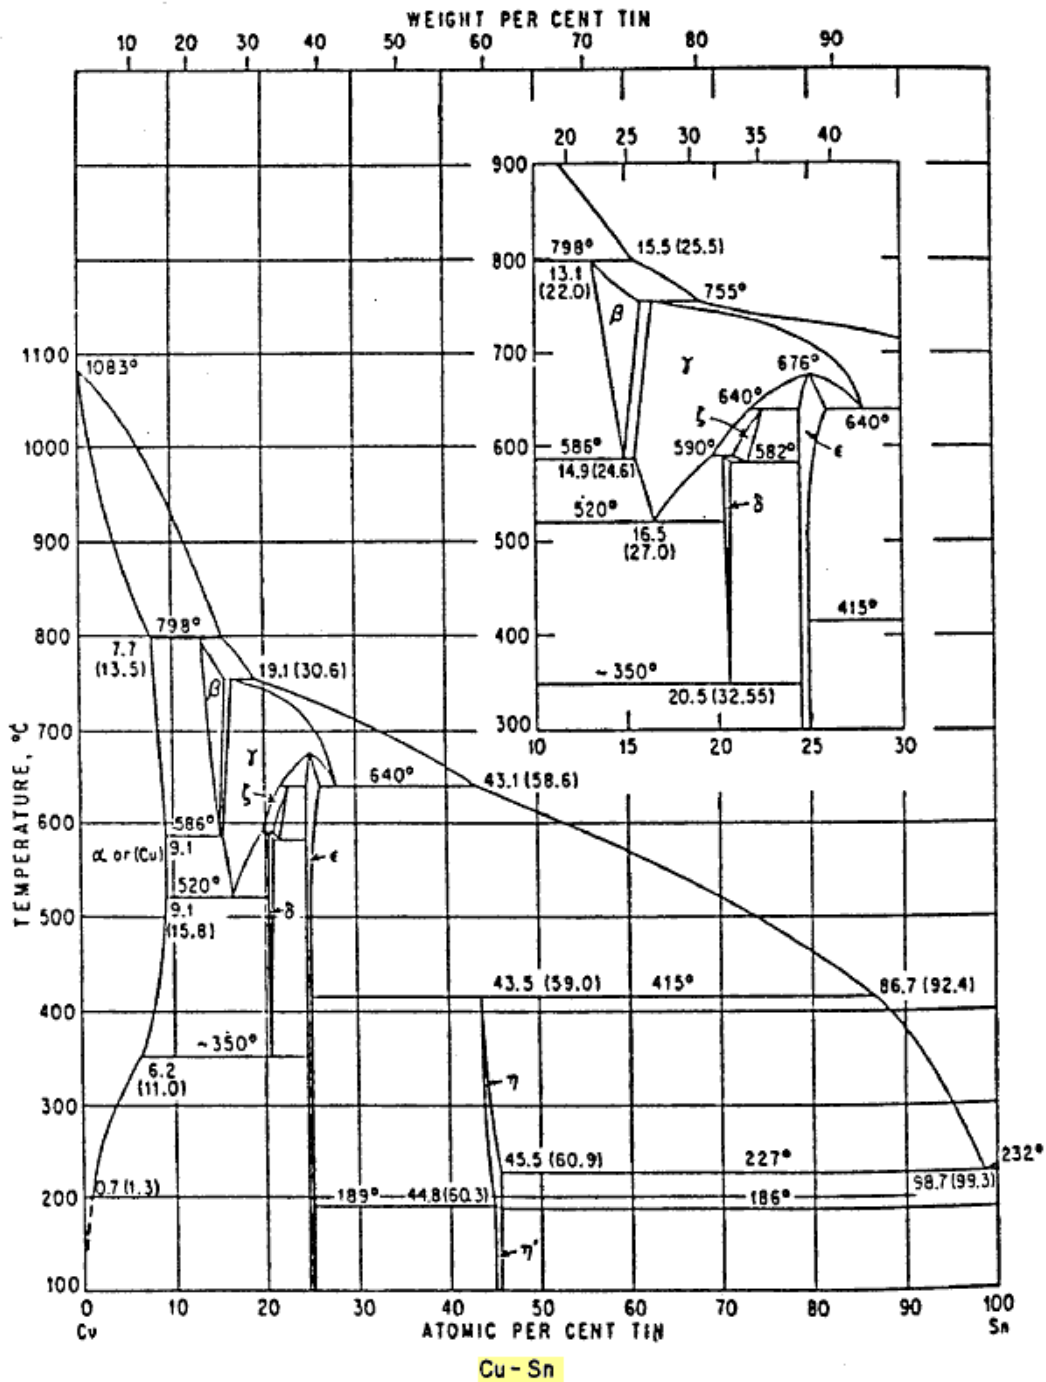 WEIGHT PER CENT TIN
10 20 30 40 50 60 70 80 90
20 25 30 35 40
900
15.5 (25.5)
798°
800
13.1
(22.0)
755°
β
700
γ
676°
1100
1083°
640°
ζ
640°
586°
590°
582°
ε
600
1000
14.9 (24.6)
520°
δ
16.5
(27.0)
500
900
415°
400
800
798°
7.7
(13.5)
19.1 (30.6)
~350°
20.5 (32.55)
β
300
700
10 15 20 25 30
γ
640°
43.1 (58.6)
ζ
600
586°
α or (Cu)
9.1
ε
520°
9.1
(15.8)
δ
500
43.5 (59.0) 415° 86.7 (92.4)
400
~350°
6.2
(11.0)
η
300
45.5 (60.9) 227° 232°
0.7 (1.3)
98.7 (99.3)
200
189° 44.8 (60.3) 186°
η'
100
TEMPERATURE, °C
0 10 20 30 40 50 60 70 80 90 100
Cu ATOMIC PER CENT TIN Sn
Cu - Sn